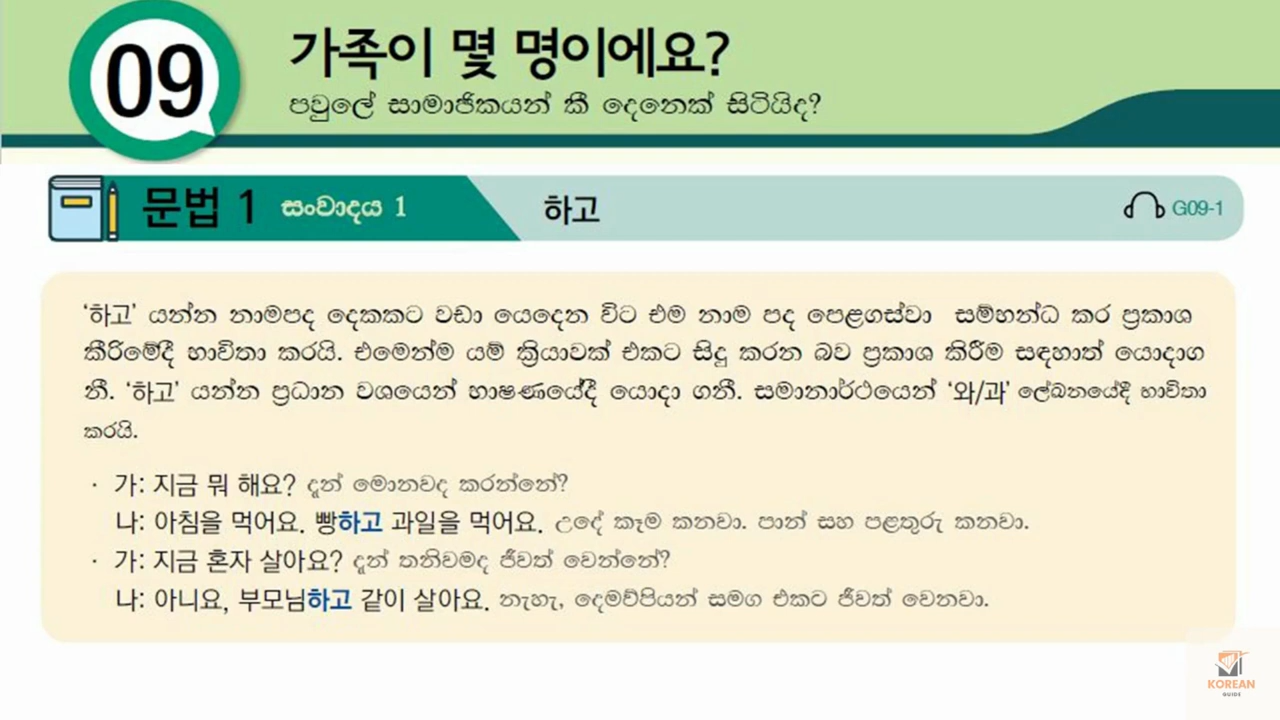 09
가족이 몇 명이에요?
පවුලේ සාමාජිකයන් කී දෙනෙක් සිටියිද?
문법 1 සංවාදය 1 하고 G09-1
‘하고’ යන්න නාමපද දෙකකට වඩා යෙදෙන විට එම නාම පද පෙළගස්වා සම්භන්ධ කර ප්‍රකාශ
කීරිමේදී භාවිතා කරයි. එමෙන්ම යම් ක්‍රියාවක් එකට සිදු කරන බව ප්‍රකාශ කිරීම සඳහාත් යොදාග
නී. ‘하고’ යන්න ප්‍රධාන වශයෙන් භාෂණයේදී යොදා ගනී. සමානාර්ථයෙන් ‘와/과’ ලේඛනයේදී භාවිතා
කරයි.
· 가: 지금 뭐 해요? දැන් මොනවද කරන්නේ?
나: 아침을 먹어요. 빵하고 과일을 먹어요. උදේ කෑම කනවා. පාන් සහ පළතුරු කනවා.
· 가: 지금 혼자 살아요? දැන් තනිවමද ජීවත් වෙන්නේ?
나: 아니요, 부모님하고 같이 살아요. නැහැ, දෙමව්පියන් සමග එකට ජීවත් වෙනවා.
KOREAN
GUIDE